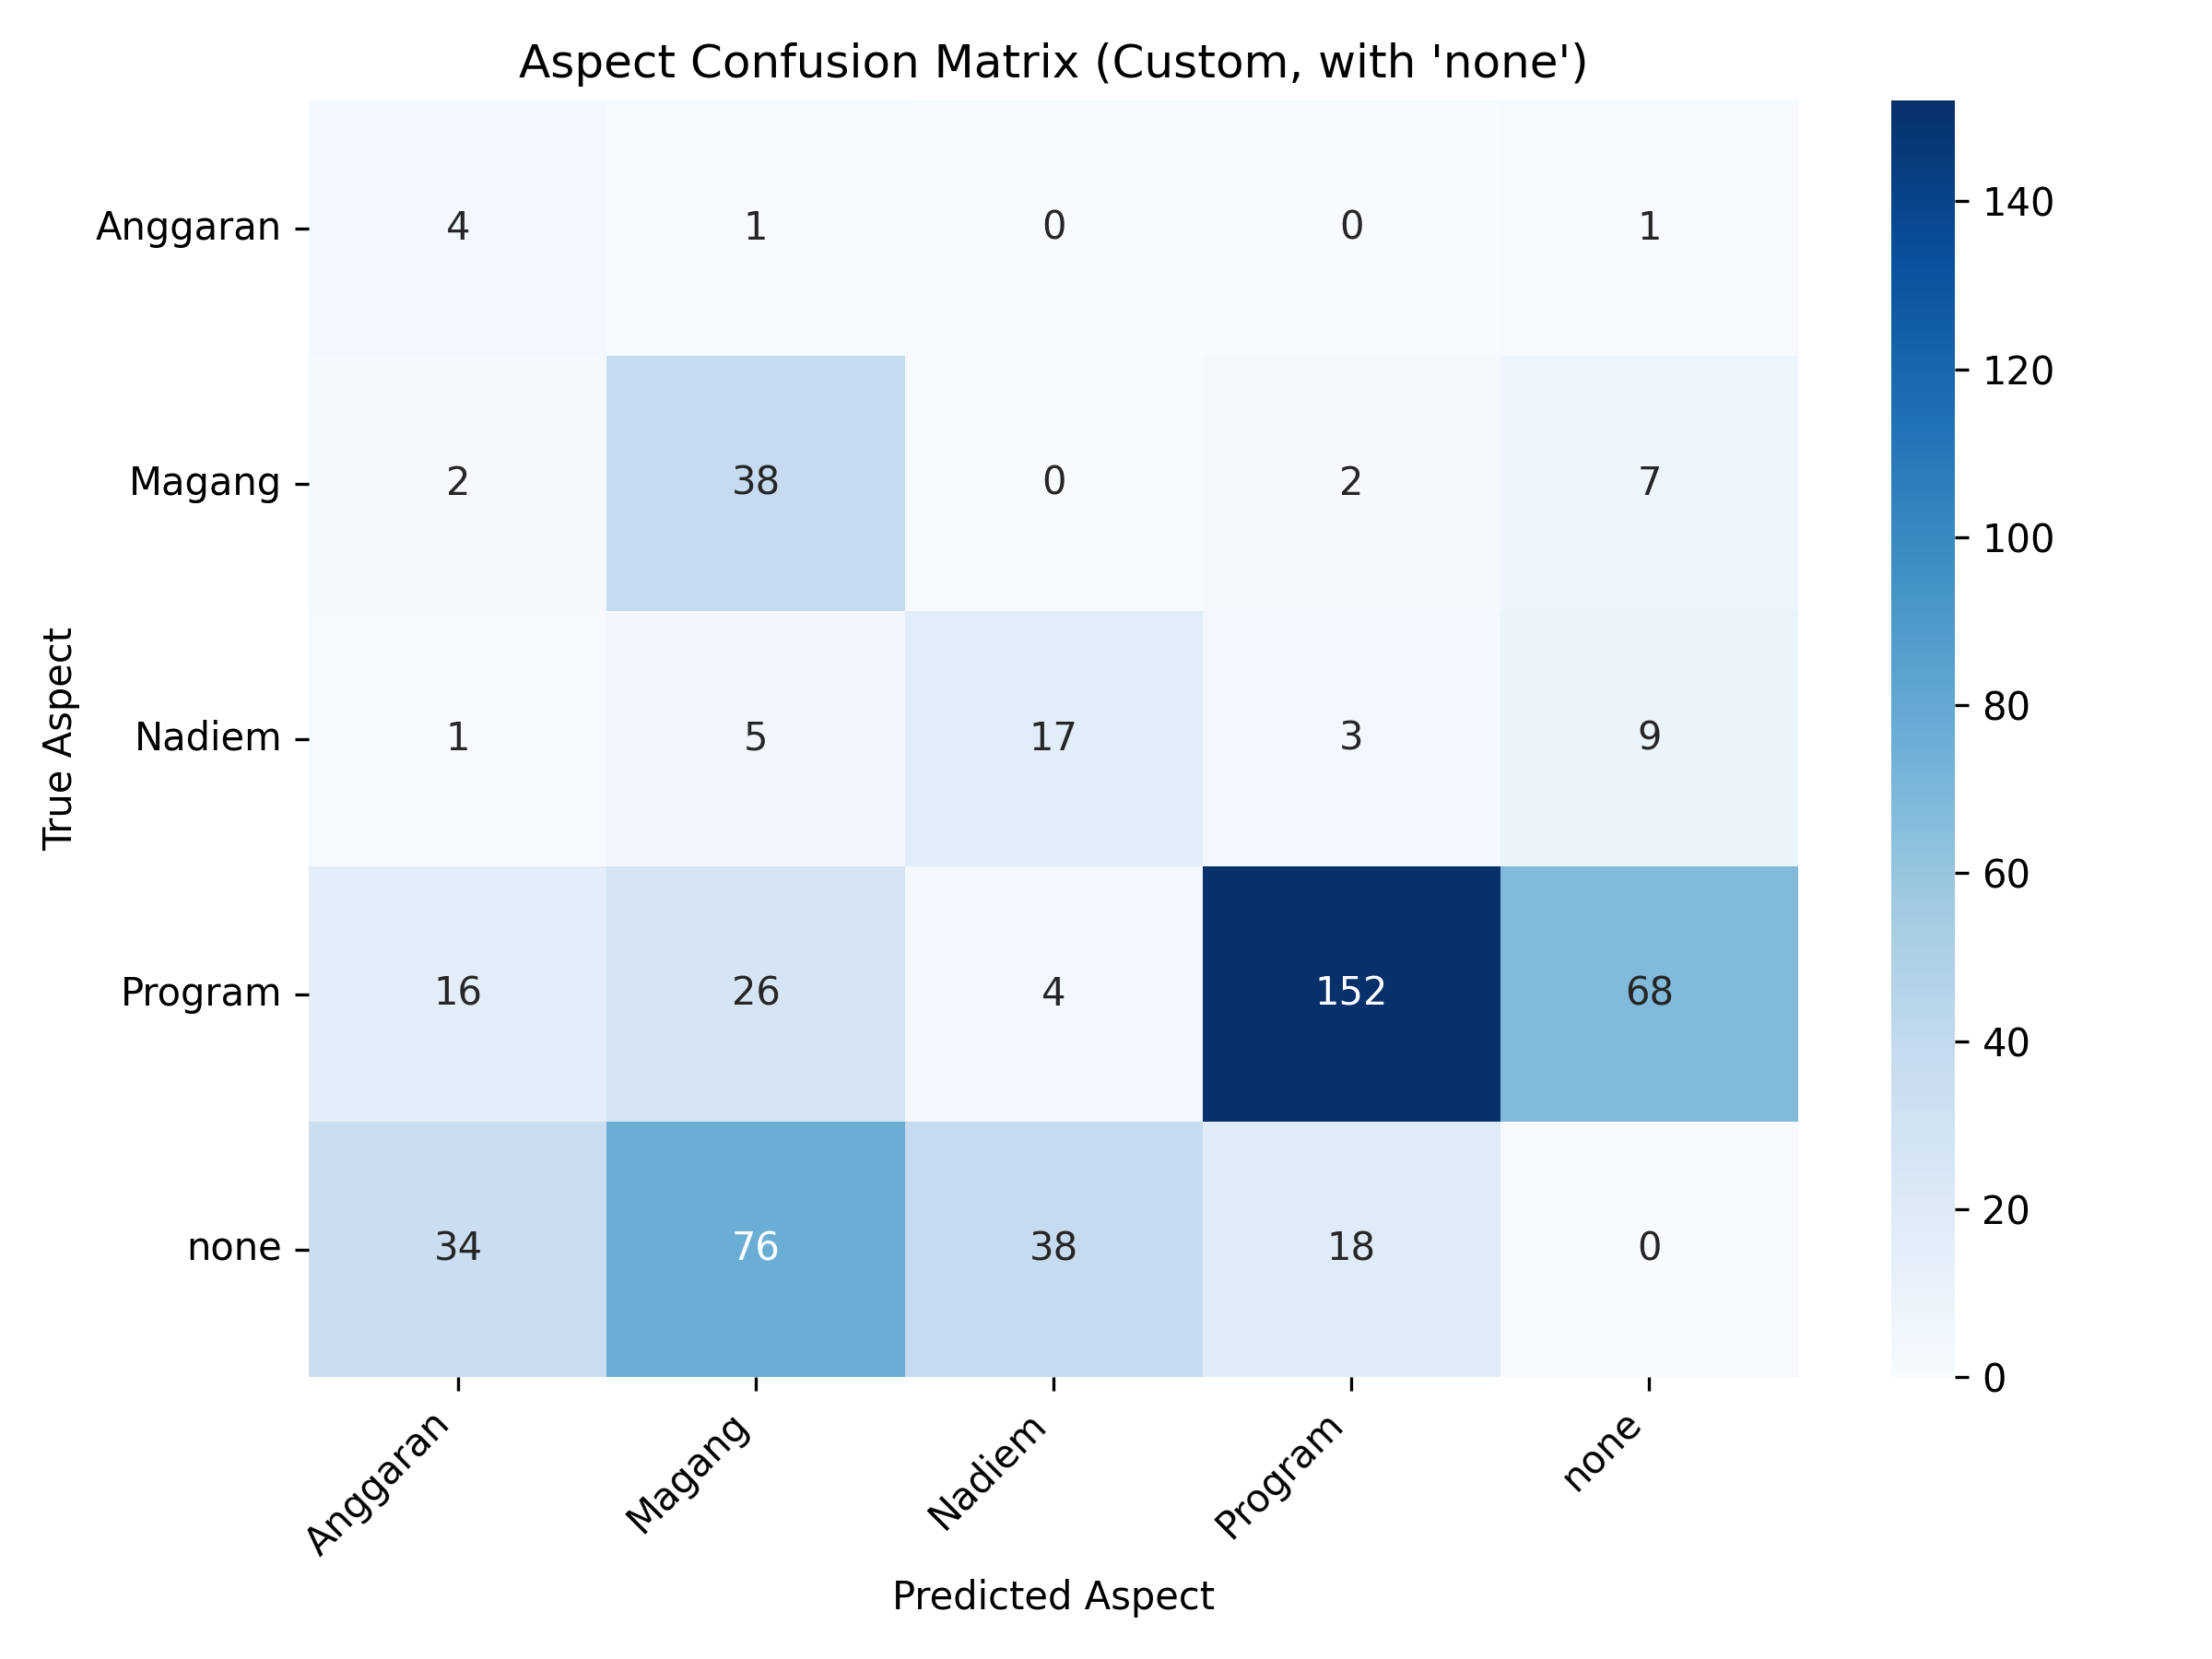 Aspect Confusion Matrix (Custom, with 'none')
True Aspect
Anggaran 4 1 0 0 1
Magang 2 38 0 2 7
Nadiem 1 5 17 3 9
Program 16 26 4 152 68
none 34 76 38 18 0
Anggaran Magang Nadiem Program none
Predicted Aspect
140
120
100
80
60
40
20
0